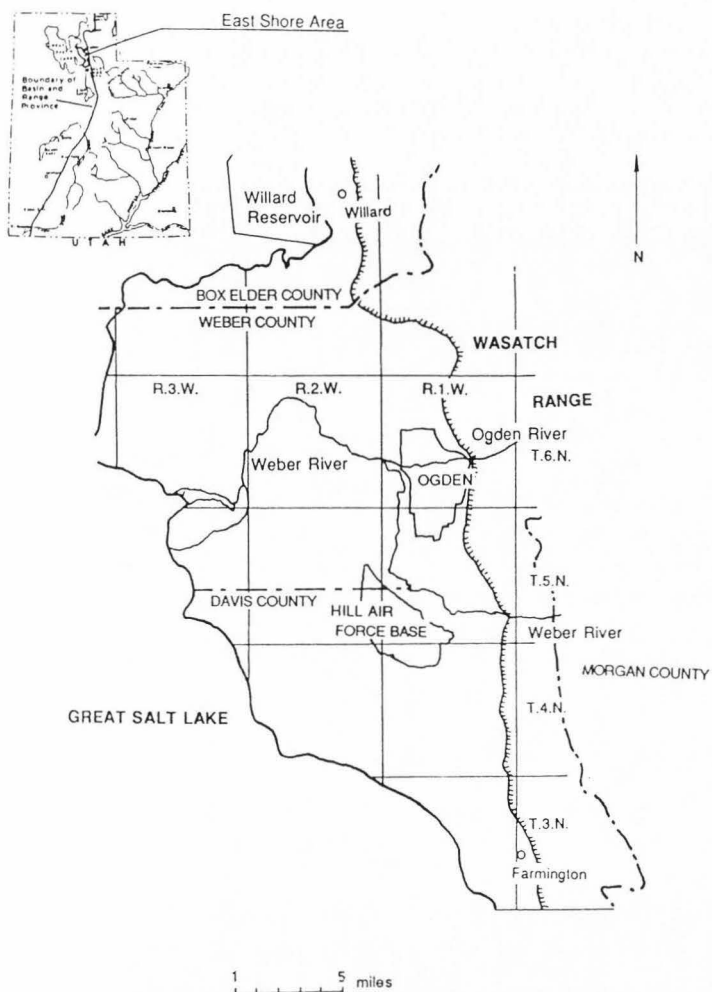 East Shore Area
Boundary of
Basin and
Range
Province
UTAH
Willard
Reservoir
Willard
N
BOX ELDER COUNTY
WEBER COUNTY
WASATCH
RANGE
R.3.W.
R.2.W.
R.1.W.
Ogden River
T.6.N.
Weber River
OGDEN
T.5.N.
DAVIS COUNTY
HILL AIR
FORCE BASE
Weber River
MORGAN COUNTY
GREAT SALT LAKE
T.4.N.
T.3.N.
Farmington
1 5 miles